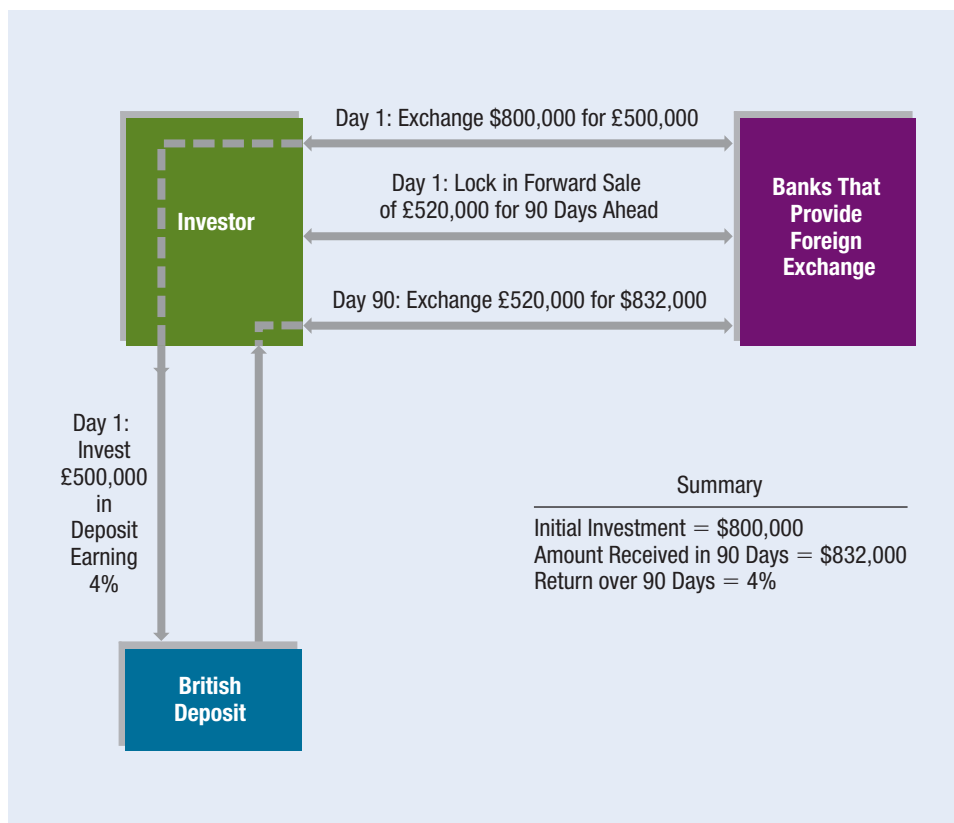 Day 1: Exchange $800,000 for £500,000
Day 1: Lock in Forward Sale
of £520,000 for 90 Days Ahead
Day 90: Exchange £520,000 for $832,000
Investor
Banks That
Provide
Foreign
Exchange
Day 1:
Invest
£500,000
in
Deposit
Earning
4%
British
Deposit
Summary
Initial Investment = $800,000
Amount Received in 90 Days = $832,000
Return over 90 Days = 4%